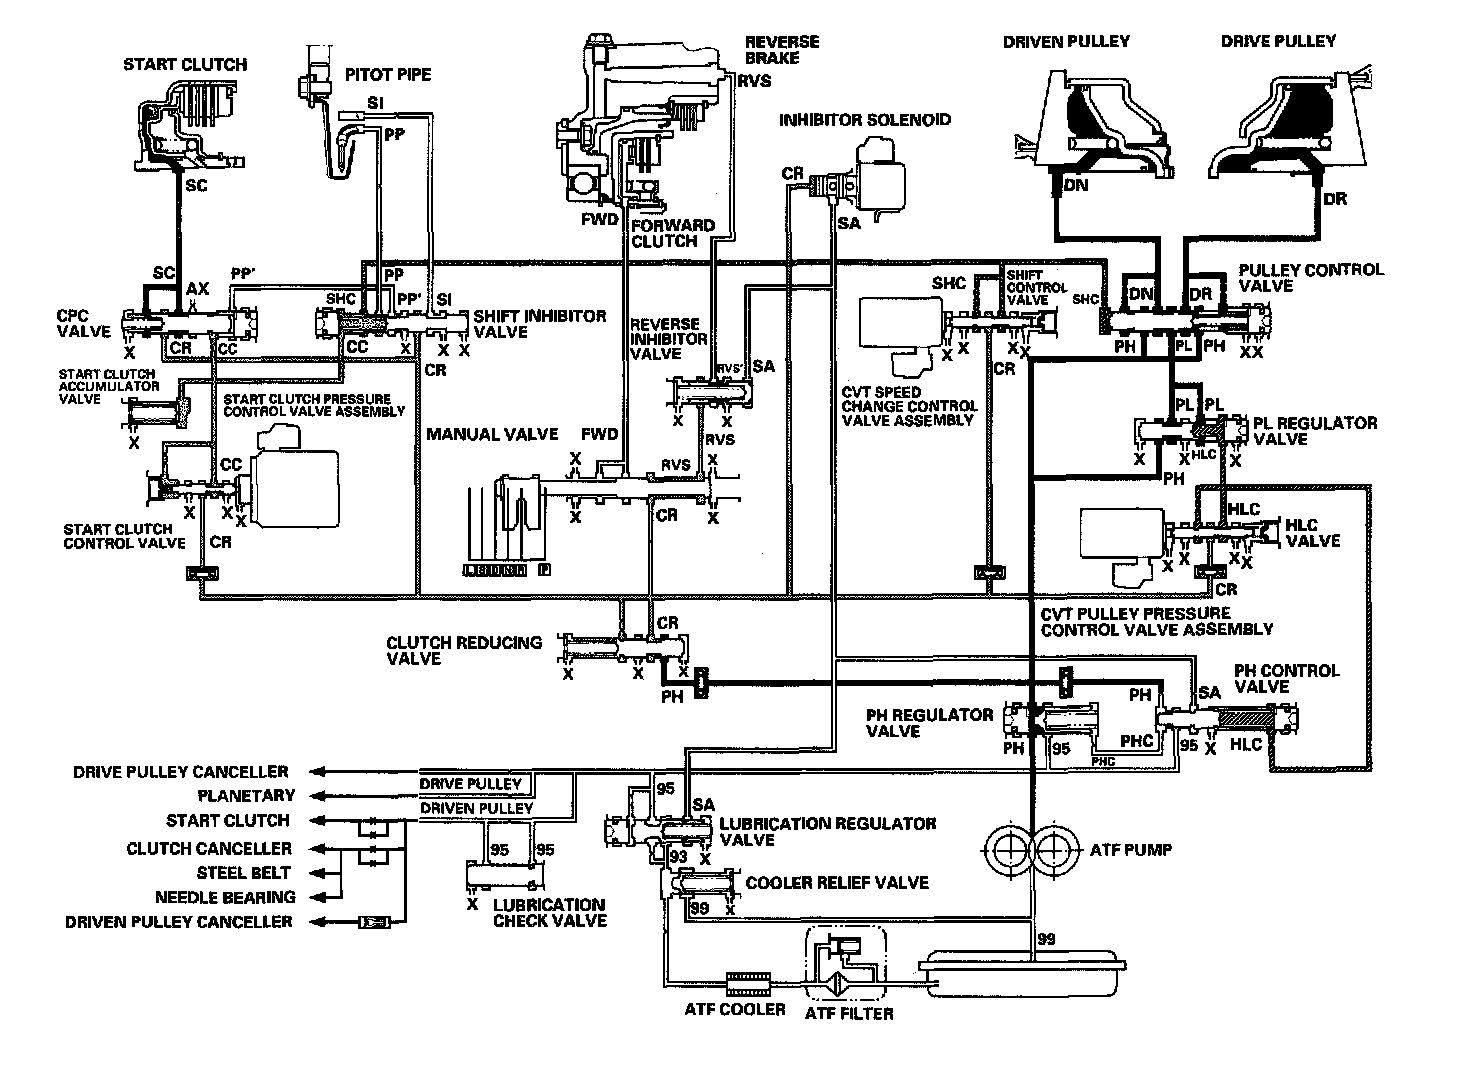 REVERSE
BRAKE
RVS
DRIVEN PULLEY
DRIVE PULLEY
START CLUTCH
PITOT PIPE
SI
PP
INHIBITOR SOLENOID
CR
SA
SC
DN
DR
FWD
FORWARD
CLUTCH
SC
PP'
PP
AX
SHC
PP'
SI
SHC
SHIFT
CONTROL
VALVE
SHC
DN
DR
PULLEY CONTROL
VALVE
CPC
VALVE
X
CR
CC
CC
X
X
X
SHIFT INHIBITOR
VALVE
CR
REVERSE
INHIBITOR
VALVE
RVS'
SA
X
X
X
X
X
CR
PH
PL
PH
X
X
START CLUTCH
ACCUMULATOR
VALVE
X
START CLUTCH PRESSURE
CONTROL VALVE ASSEMBLY
CVT SPEED
CHANGE CONTROL
VALVE ASSEMBLY
PL
PL
PL REGULATOR
VALVE
X
X
HLC
X
PH
MANUAL VALVE
FWD
X
RVS
RVS
X
CR
X
X
CC
X
X
X
START CLUTCH
CONTROL VALVE
CR
L
S
D
N
R
P
HLC
HLC
VALVE
X
X
X
X
CR
CVT PULLEY PRESSURE
CONTROL VALVE ASSEMBLY
CLUTCH REDUCING
VALVE
CR
X
X
X
PH
PH
SA
PH CONTROL
VALVE
PH REGULATOR
VALVE
PH
95
PHC
PHC
95
X
HLC
DRIVE PULLEY CANCELLER
DRIVE PULLEY
PLANETARY
DRIVEN PULLEY
START CLUTCH
CLUTCH CANCELLER
STEEL BELT
NEEDLE BEARING
DRIVEN PULLEY CANCELLER
95
SA
LUBRICATION REGULATOR
VALVE
93
X
95
95
X
LUBRICATION
CHECK VALVE
COOLER RELIEF VALVE
99
X
ATF PUMP
99
ATF COOLER
ATF FILTER